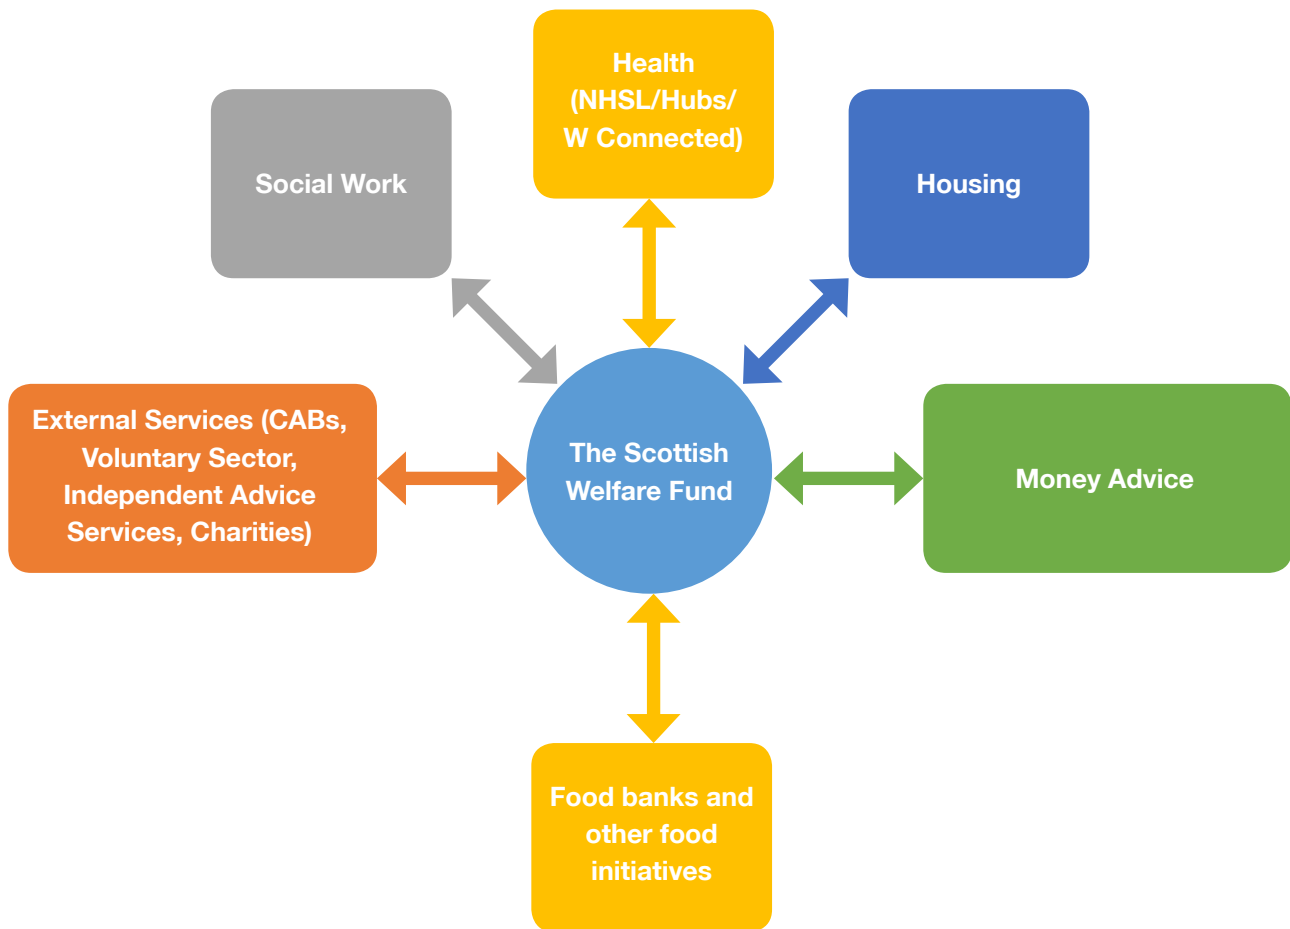 Health
(NHSL/Hubs/
W Connected)
Social Work
Housing
External Services (CABs,
Voluntary Sector,
Independent Advice
Services, Charities)
The Scottish
Welfare Fund
Money Advice
Food banks and
other food
initiatives